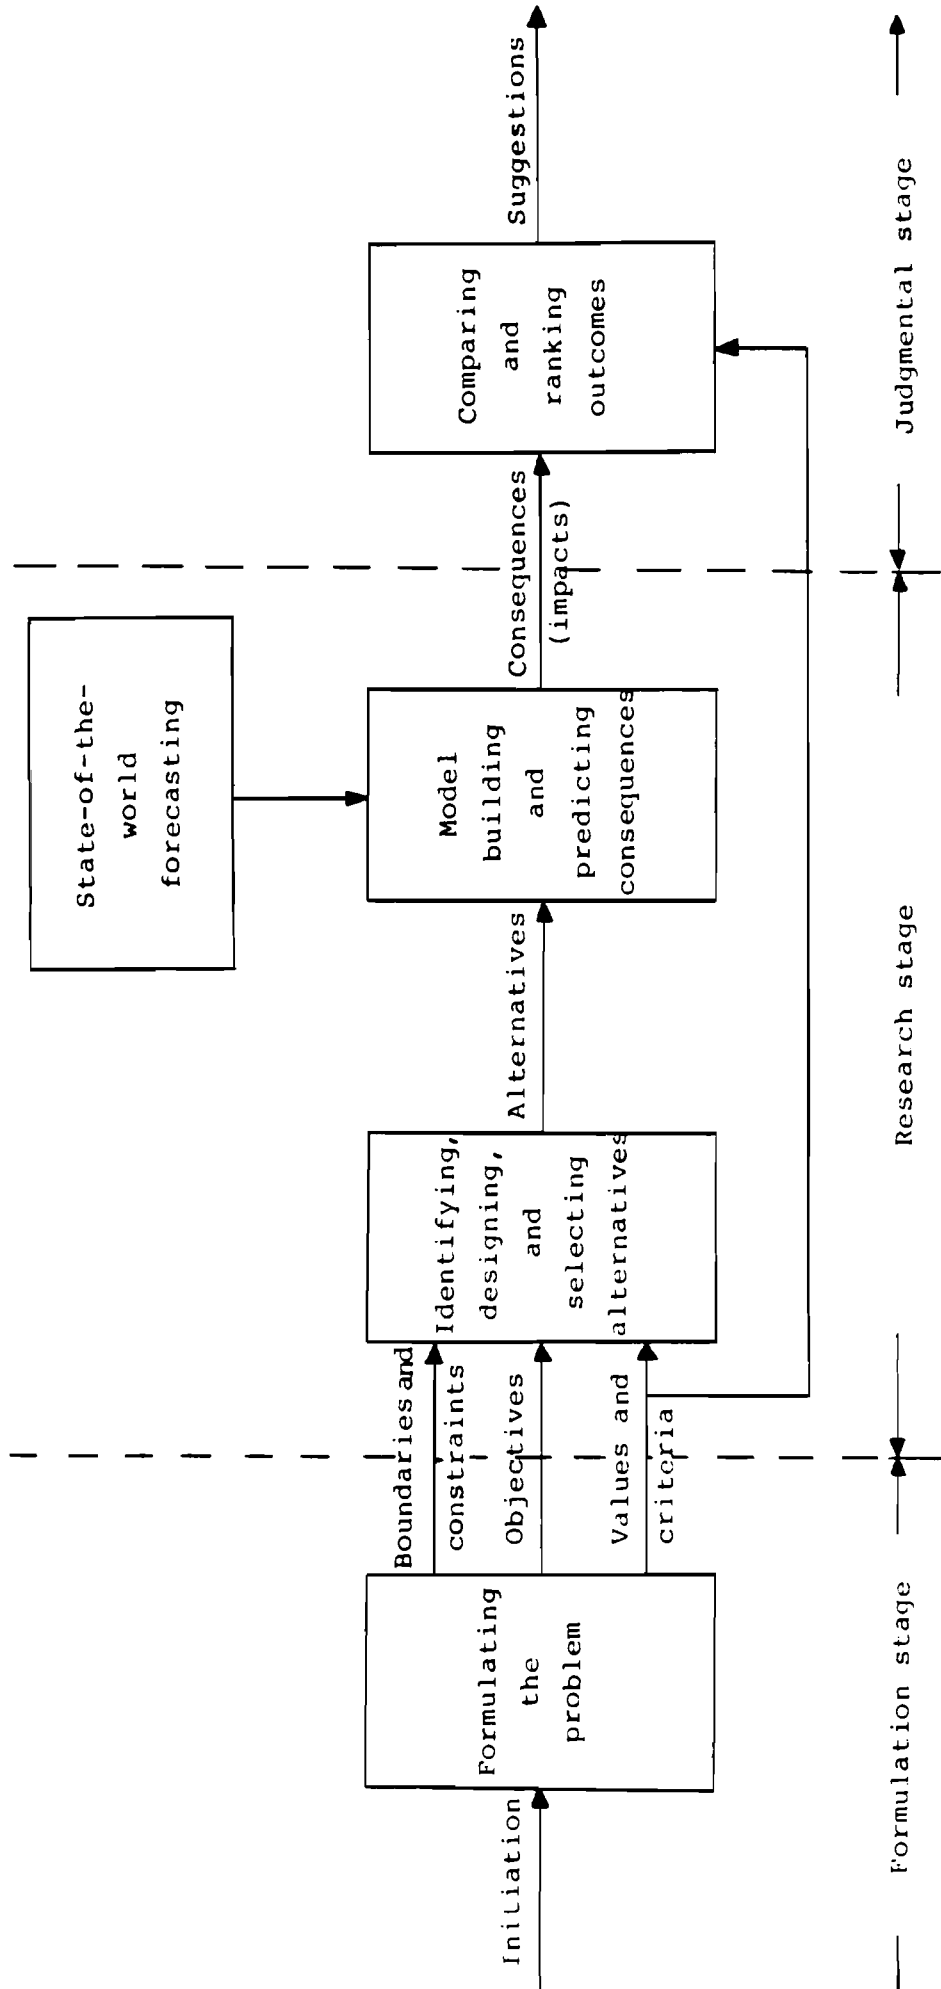 Initiation
Formulating
the
problem
Boundaries and
constraints
Objectives
Values and
criteria
Identifying,
designing,
and
selecting
alternatives
Alternatives
State-of-the-
world
forecasting
Model
building
and
predicting
consequences
Consequences
(impacts)
Comparing
and
ranking
outcomes
Suggestions
Formulation stage
Research stage
Judgmental stage